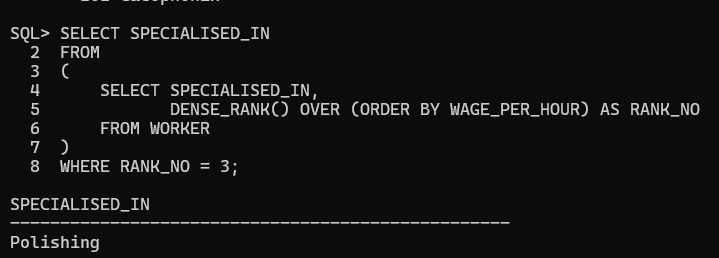 SQL> SELECT SPECIALISED_IN
  2  FROM
  3  (
  4      SELECT SPECIALISED_IN,
  5             DENSE_RANK() OVER (ORDER BY WAGE_PER_HOUR) AS RANK_NO
  6      FROM WORKER
  7  )
  8  WHERE RANK_NO = 3;

SPECIALISED_IN
--------------------------------------------------
Polishing